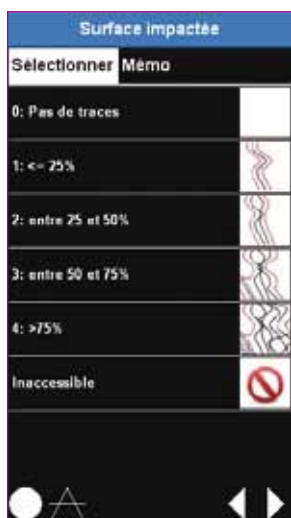 Surface impactée
Sélectionner Mémo
0: Pas de traces
1: <= 25%
2: entre 25 et 50%
3: entre 50 et 75%
4: >75%
Inaccessible